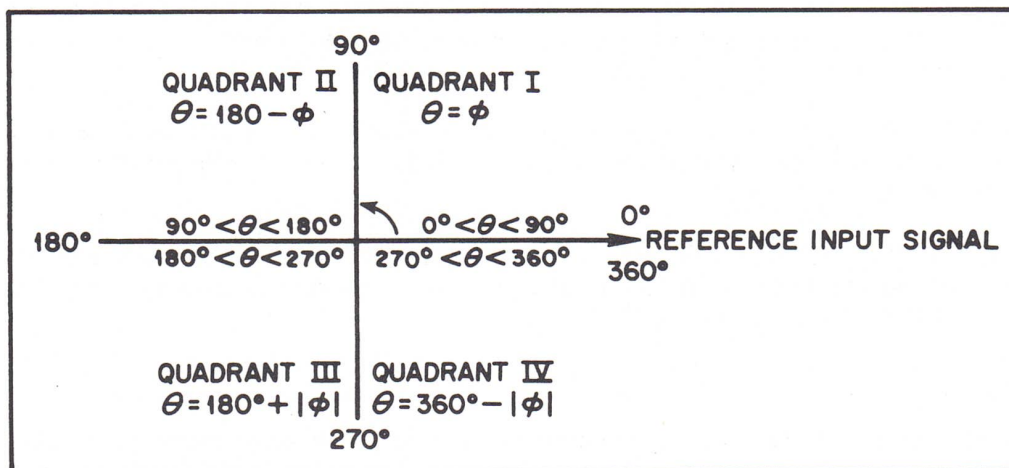 90°
QUADRANT II
θ=180-ϕ
QUADRANT I
θ=ϕ
90°<θ<180°
0°<θ<90°
0°
180°
REFERENCE INPUT SIGNAL
180°<θ<270°
270°<θ<360°
360°
QUADRANT III
θ=180°+|ϕ|
QUADRANT IV
θ=360°-|ϕ|
270°